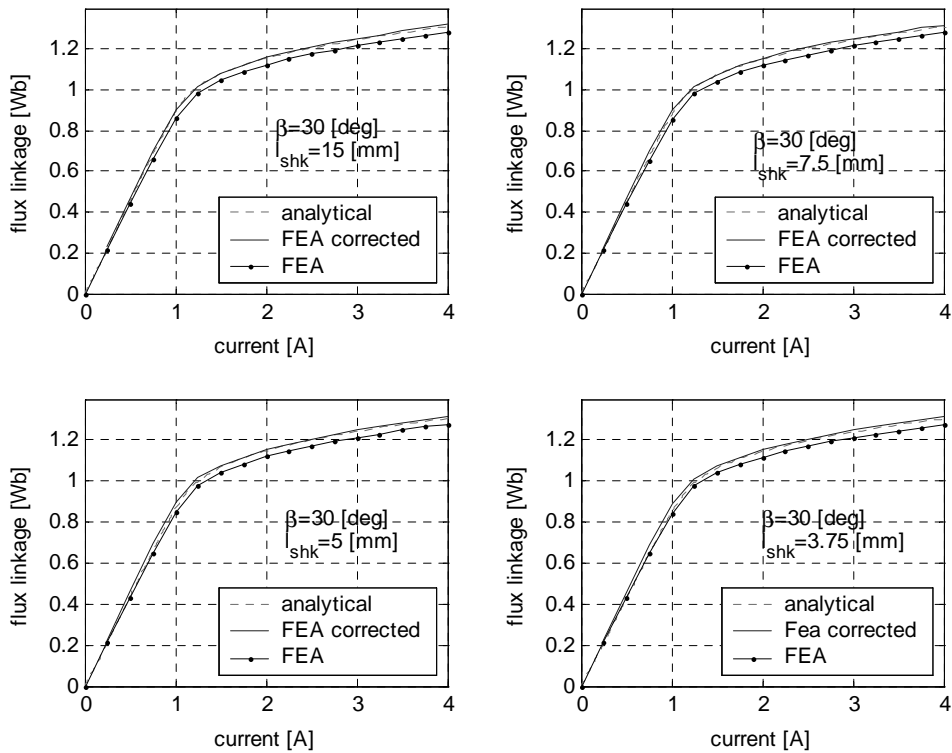 1.2
1
0.8
0.6
0.4
0.2
0
flux linkage [Wb]
β=30 [deg]
l_shk=15 [mm]
analytical
FEA corrected
FEA
0 1 2 3 4
current [A]
1.2
1
0.8
0.6
0.4
0.2
0
flux linkage [Wb]
β=30 [deg]
l_shk=7.5 [mm]
analytical
FEA corrected
FEA
0 1 2 3 4
current [A]
1.2
1
0.8
0.6
0.4
0.2
0
flux linkage [Wb]
β=30 [deg]
l_shk=5 [mm]
analytical
FEA corrected
FEA
0 1 2 3 4
current [A]
1.2
1
0.8
0.6
0.4
0.2
0
flux linkage [Wb]
β=30 [deg]
l_shk=3.75 [mm]
analytical
Fea corrected
FEA
0 1 2 3 4
current [A]